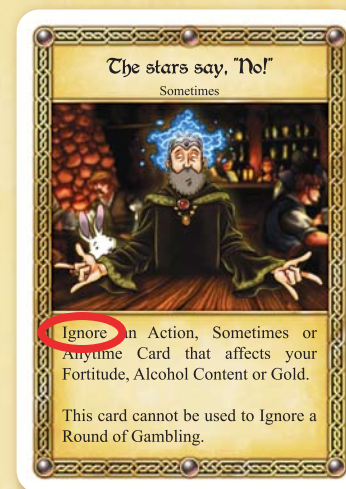 The stars say, "No!"
Sometimes
Ignore an Action, Sometimes or
Anytime Card that affects your
Fortitude, Alcohol Content or Gold.
This card cannot be used to Ignore a
Round of Gambling.